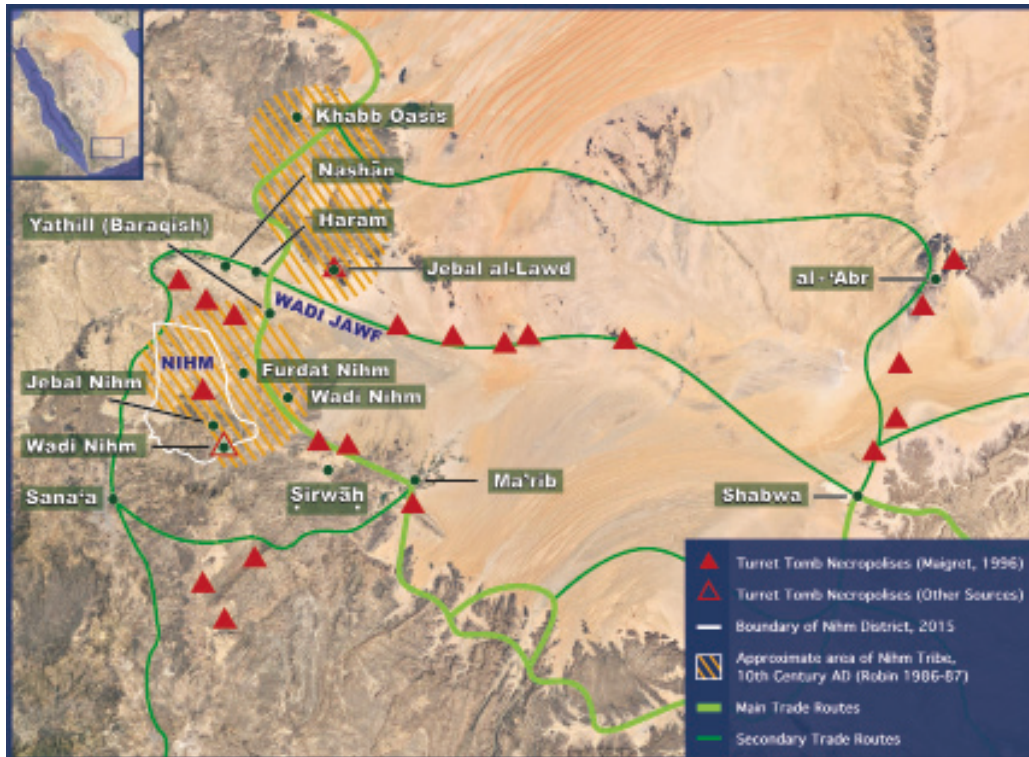 Khabb Oasis
Nashān
Haram
Yathill (Baraqish)
Jebal al-Lawd
al-‘Abr
WADI JAWF
NIHM
Furdat Nihm
Jebal Nihm
Wadi Nihm
Wadi Nihm
Ma'rib
Sana‘a
Ṣirwāḥ
Shabwa
Turret Tomb Necropolises (Maigret, 1996)
Turret Tomb Necropolises (Other Sources)
Boundary of Nihm District, 2015
Approximate area of Nihm Tribe,
10th Century AD (Robin 1986-87)
Main Trade Routes
Secondary Trade Routes